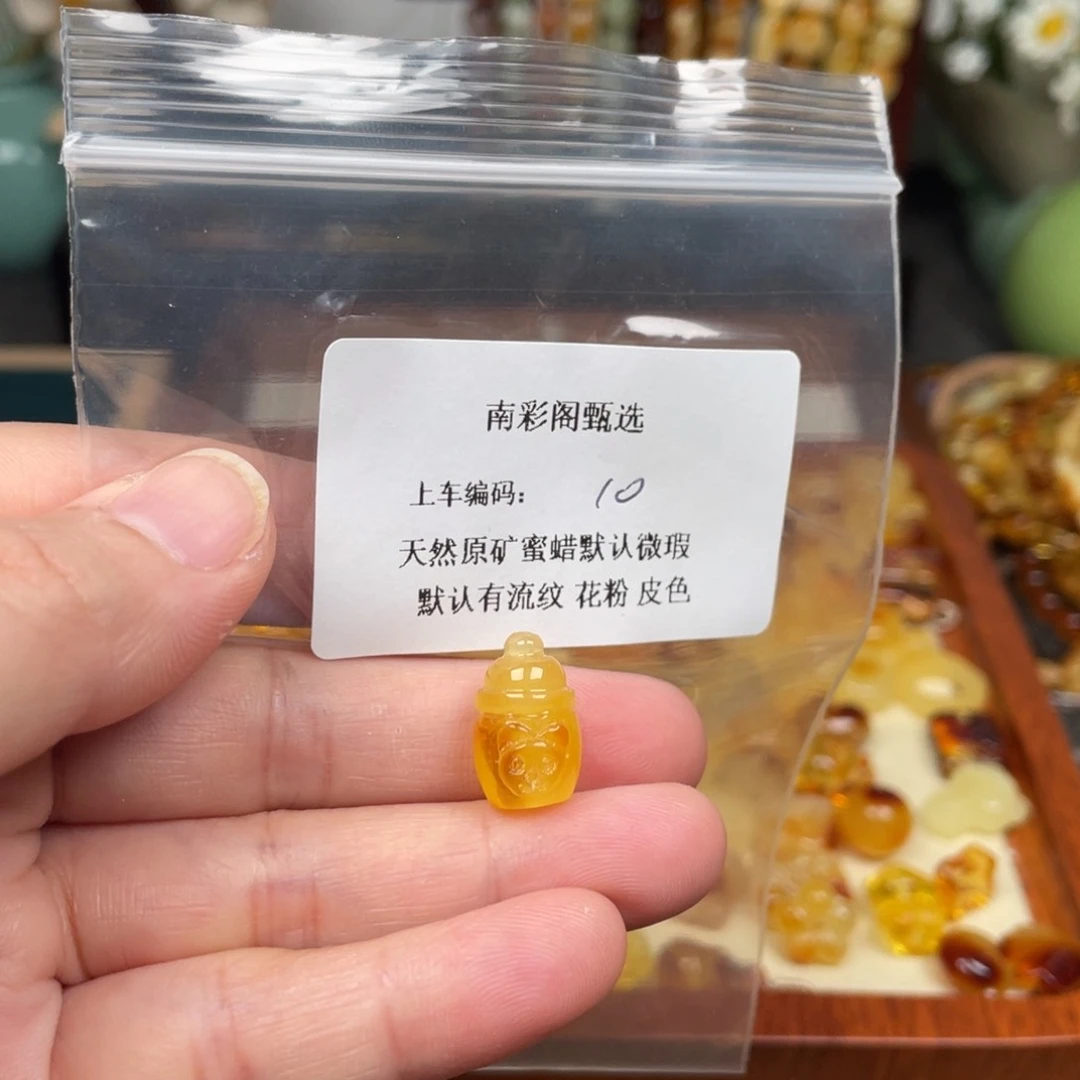 南彩阁甄选
上车编码: 10
天然原矿蜜蜡默认微瑕
默认有流纹 花粉 皮色